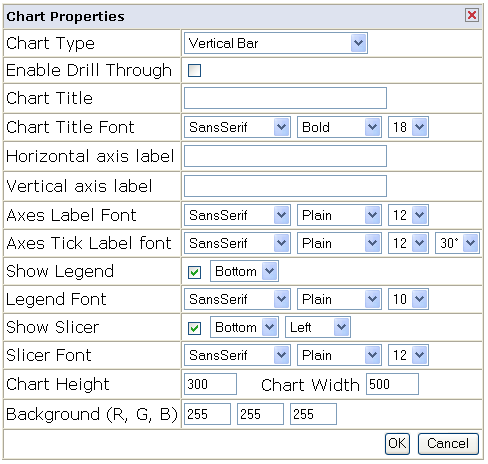 Chart Properties
Chart Type Vertical Bar
Enable Drill Through
Chart Title
Chart Title Font SansSerif Bold 18
Horizontal axis label
Vertical axis label
Axes Label Font SansSerif Plain 12
Axes Tick Label font SansSerif Plain 12 30°
Show Legend Bottom
Legend Font SansSerif Plain 10
Show Slicer Bottom Left
Slicer Font SansSerif Plain 12
Chart Height 300 Chart Width 500
Background (R, G, B) 255 255 255
OK Cancel